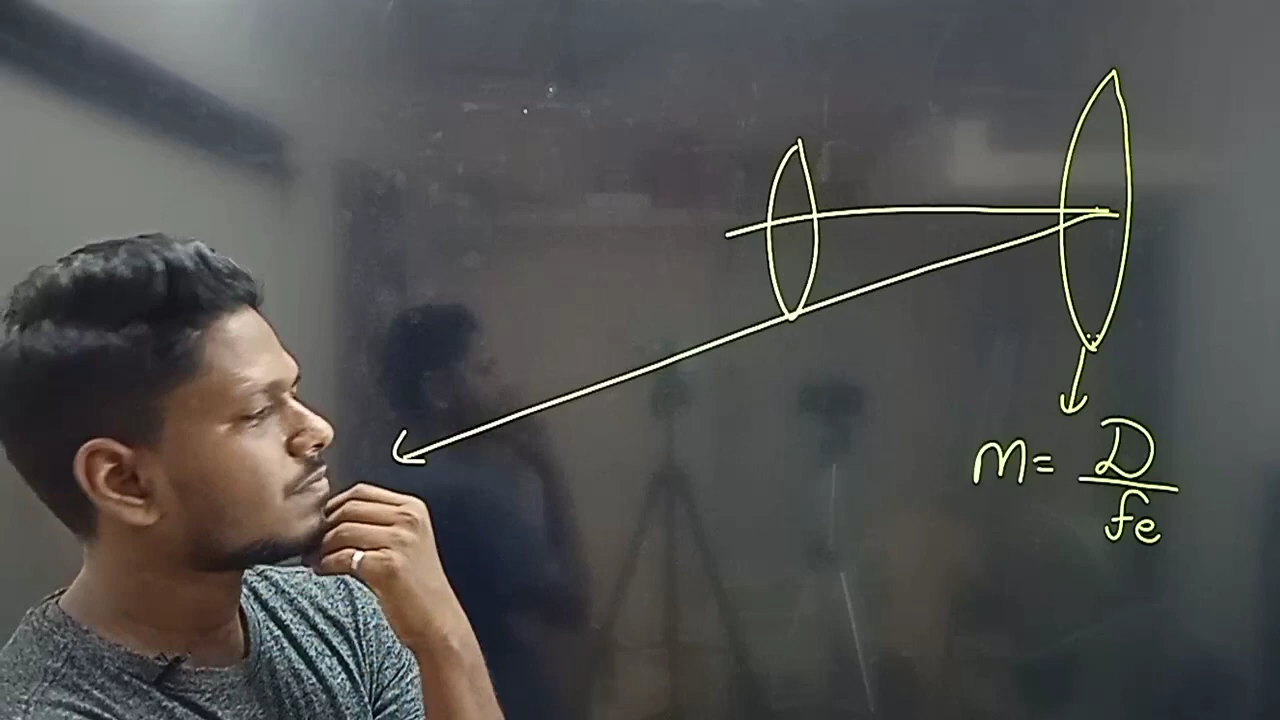 m = D/fe